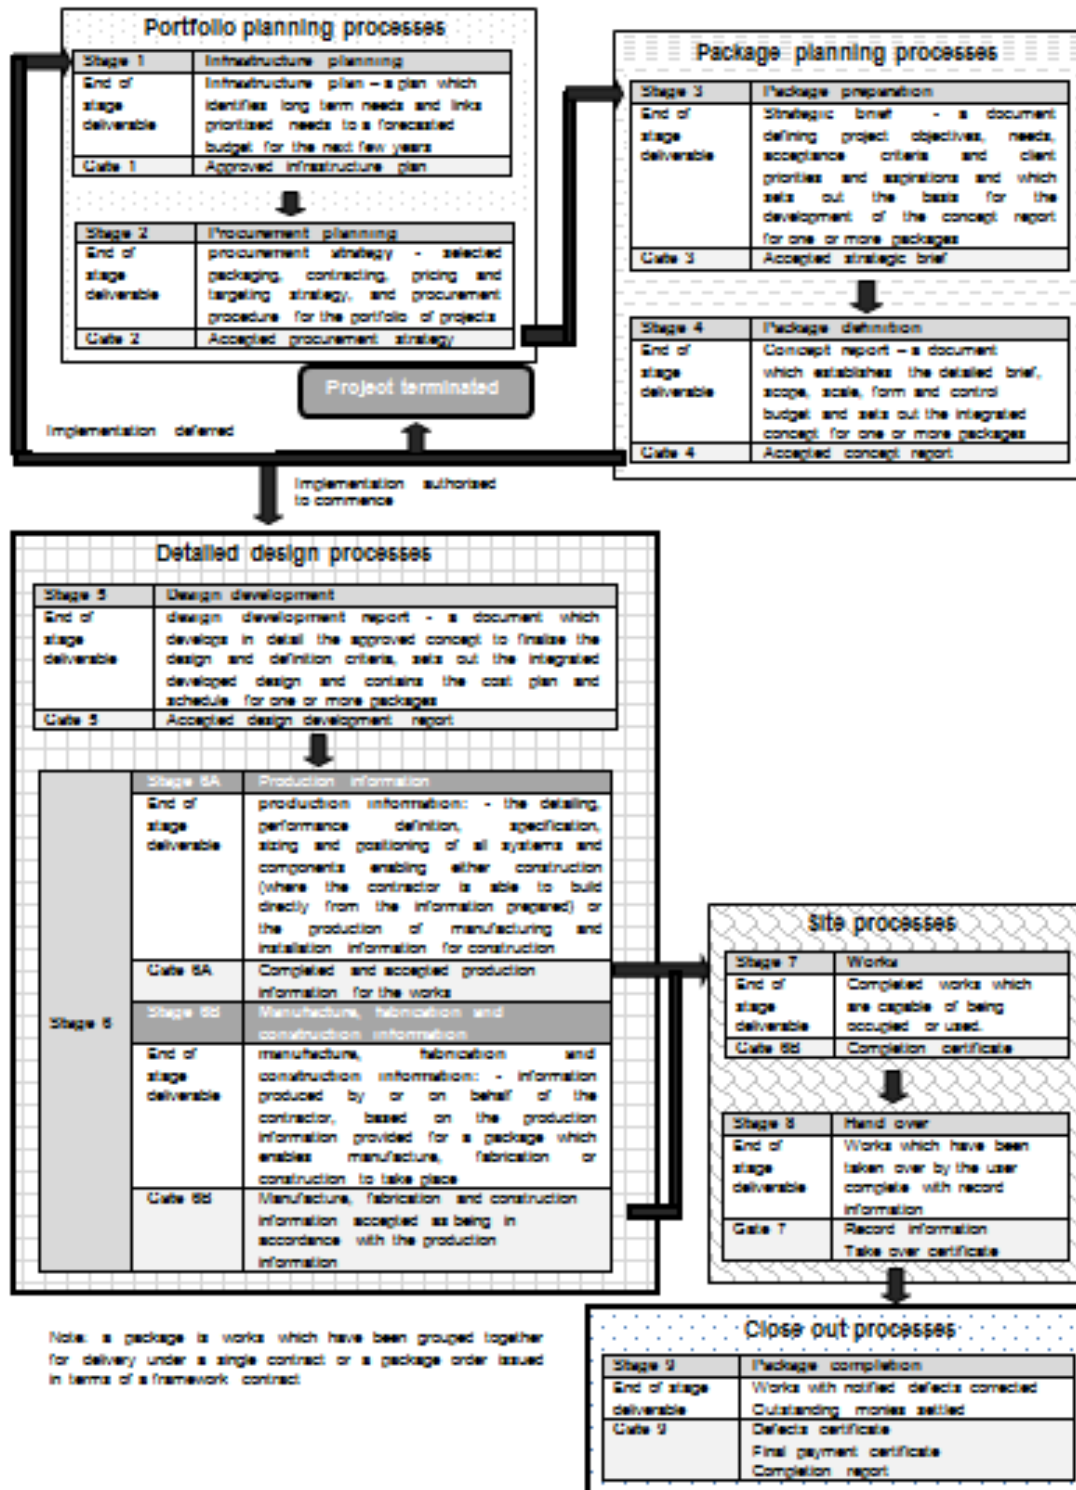 Portfolio planning processes
Stage 1 Infrastructure planning
End of stage deliverable
Infrastructure plan – a plan which
identifies long term needs and links
prioritised needs to a forecasted
budget for the next few years
Gate 1 Approved infrastructure plan
Stage 2 Procurement planning
End of stage deliverable
procurement strategy - selected
packaging, contracting, pricing and
targeting strategy, and procurement
procedure for the portfolio of projects
Gate 2 Accepted procurement strategy
Package planning processes
Stage 3 Package preparation
End of stage deliverable
Strategic brief - a document
defining project objectives, needs,
acceptance criteria and client
priorities and aspirations and which
sets out the basis for the
development of the concept report
for one or more packages
Gate 3 Accepted strategic brief
Stage 4 Package definition
End of stage deliverable
Concept report – a document
which establishes the detailed brief,
scope, scale, form and control
budget and sets out the integrated
concept for one or more packages
Gate 4 Accepted concept report
Project terminated
Implementation deferred
Implementation authorised
to commence
Detailed design processes
Stage 5 Design development
End of stage deliverable
design development report - a document which
develops in detail the approved concept to finalise the
design and definition criteria, sets out the integrated
developed design and contains the cost plan and
schedule for one or more packages
Gate 5 Accepted design development report
Stage 6
Stage 6A Production information
End of stage deliverable
production information: - the detailing,
performance definition, specification,
sizing and positioning of all systems and
components enabling either construction
(where the contractor is able to build
directly from the information prepared) or
the production of manufacturing and
installation information for construction
Gate 6A Completed and accepted production
information for the works
Stage 6B Manufacture, fabrication and
construction information
End of stage deliverable
manufacture, fabrication and
construction information: - information
produced by or on behalf of the
contractor, based on the production
information provided for a package which
enables manufacture, fabrication or
construction to take place
Gate 6B Manufacture, fabrication and construction
information accepted as being in
accordance with the production
information
Site processes
Stage 7 Works
End of stage deliverable
Completed works which
are capable of being
occupied or used.
Gate 6B Completion certificate
Stage 8 Hand over
End of stage deliverable
Works which have been
taken over by the user
complete with record
information
Gate 7 Record information
Take over certificate
Close out processes
Stage 9 Package completion
End of stage deliverable
Works with notified defects corrected
Outstanding monies settled
Gate 9 Defects certificate
Final payment certificate
Completion report
Note: a package is works which have been grouped together
for delivery under a single contract or a package order issued
in terms of a framework contract